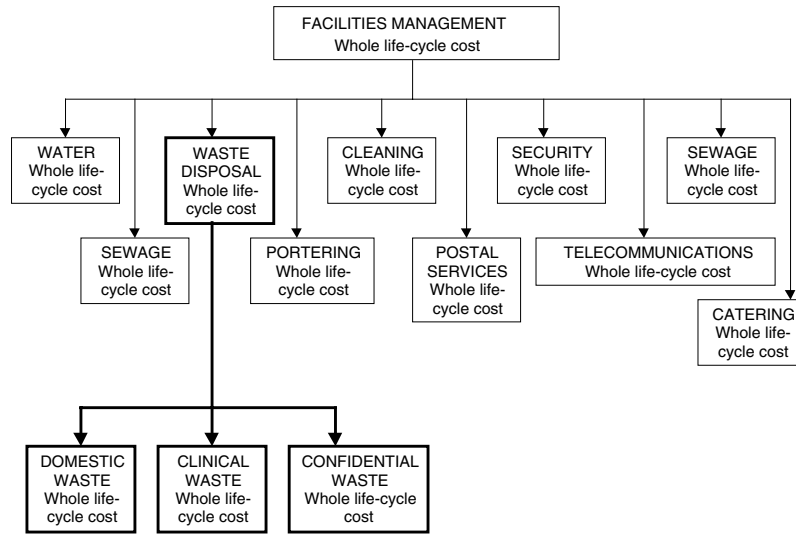 FACILITIES MANAGEMENT
Whole life-cycle cost
WATER
Whole life-
cycle cost
WASTE
DISPOSAL
Whole life-
cycle cost
CLEANING
Whole life-
cycle cost
SECURITY
Whole life-
cycle cost
SEWAGE
Whole life-
cycle cost
SEWAGE
Whole life-
cycle cost
PORTERING
Whole life-
cycle cost
POSTAL
SERVICES
Whole life-
cycle cost
TELECOMMUNICATIONS
Whole life-cycle cost
CATERING
Whole life-
cycle cost
DOMESTIC
WASTE
Whole life-
cycle cost
CLINICAL
WASTE
Whole life-
cycle cost
CONFIDENTIAL
WASTE
Whole life-cycle
cost